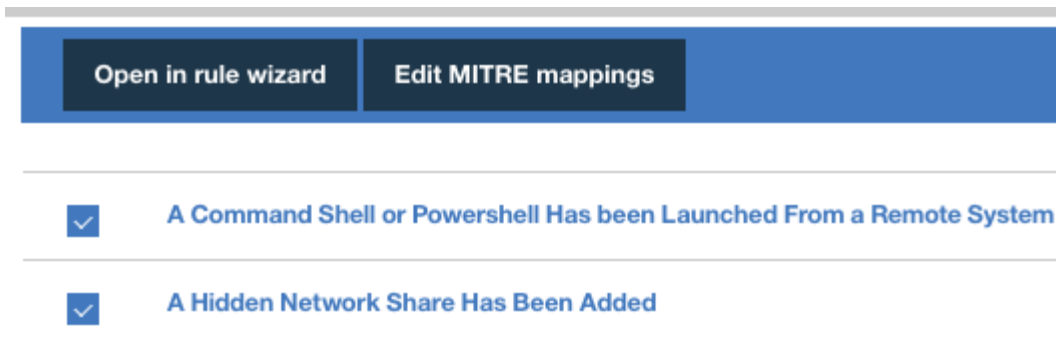 Open in rule wizard Edit MITRE mappings
A Command Shell or Powershell Has been Launched From a Remote System
A Hidden Network Share Has Been Added